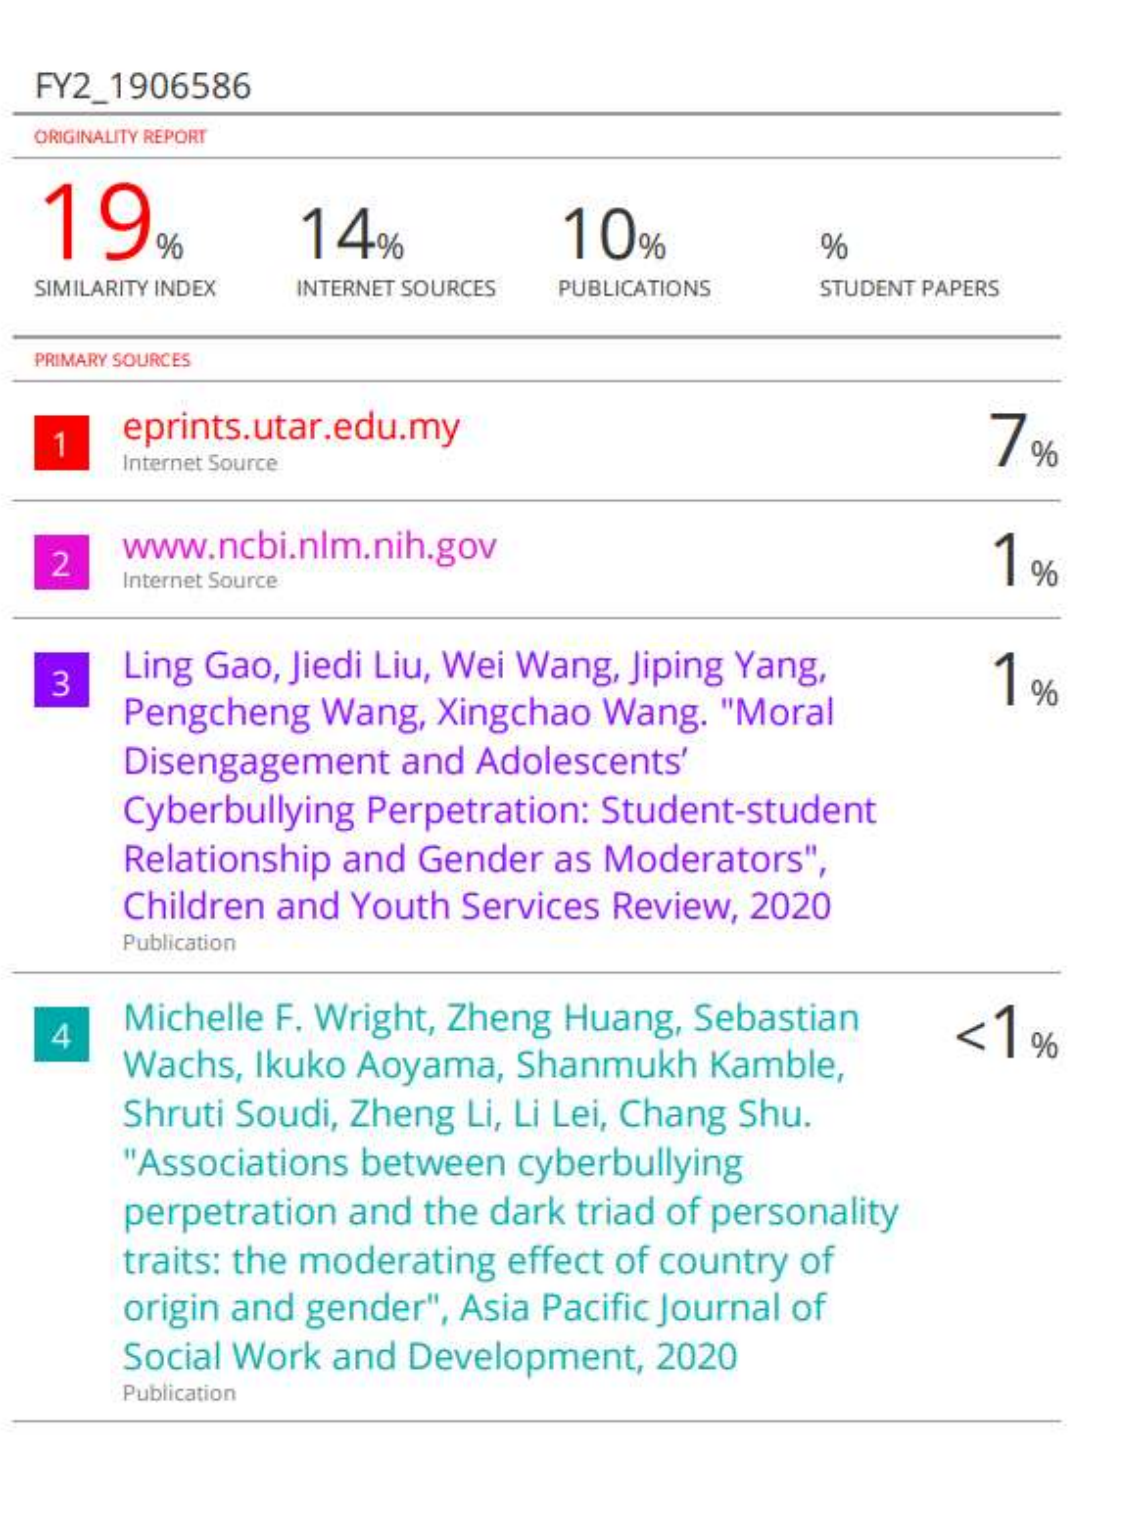 FY2_1906586
ORIGINALITY REPORT
19%
14%
10%
%
SIMILARITY INDEX
INTERNET SOURCES
PUBLICATIONS
STUDENT PAPERS
PRIMARY SOURCES
1
eprints.utar.edu.my
Internet Source
7%
2
www.ncbi.nlm.nih.gov
Internet Source
1%
3
Ling Gao, Jiedi Liu, Wei Wang, Jiping Yang,
Pengcheng Wang, Xingchao Wang. "Moral
Disengagement and Adolescents’
Cyberbullying Perpetration: Student-student
Relationship and Gender as Moderators",
Children and Youth Services Review, 2020
Publication
1%
4
Michelle F. Wright, Zheng Huang, Sebastian
Wachs, Ikuko Aoyama, Shanmukh Kamble,
Shruti Soudi, Zheng Li, Li Lei, Chang Shu.
"Associations between cyberbullying
perpetration and the dark triad of personality
traits: the moderating effect of country of
origin and gender", Asia Pacific Journal of
Social Work and Development, 2020
Publication
<1%